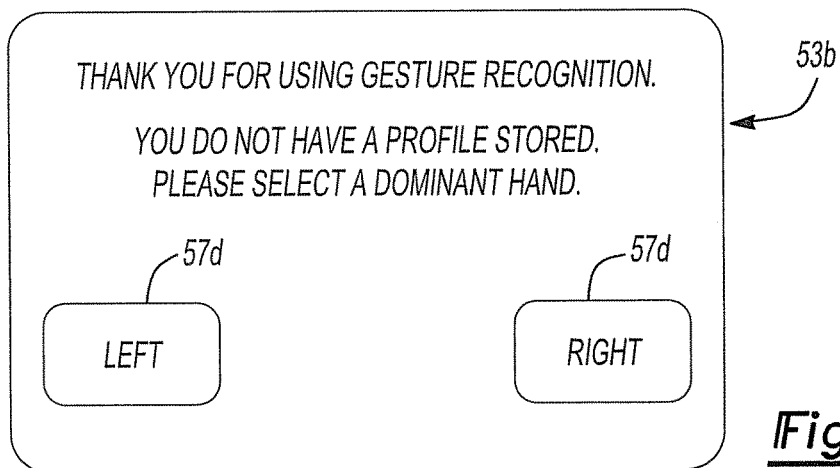 THANK YOU FOR USING GESTURE RECOGNITION.
53b
YOU DO NOT HAVE A PROFILE STORED.
PLEASE SELECT A DOMINANT HAND.
57d
57d
LEFT
RIGHT
Fig